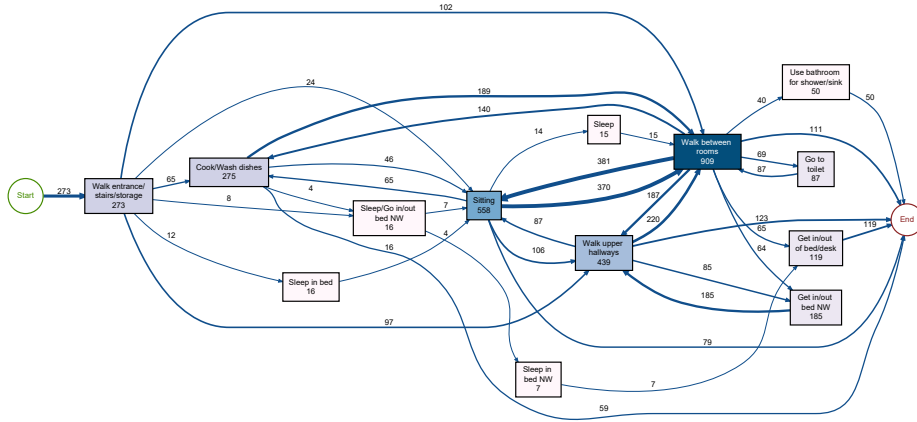 102
24
189
140
Use bathroom
for shower/sink
50
40
50
Sleep
15
14
15
111
Walk between
rooms
909
Cook/Wash dishes
275
46
381
69
Go to
toilet
87
87
Start
273
Walk entrance/
stairs/storage
273
65
65
4
370
8
Sleep/Go in/out
bed NW
16
7
Sitting
558
187
220
123
End
12
4
87
65
119
16
106
Walk upper
hallways
439
64
Get in/out
of bed/desk
119
Sleep in bed
16
85
185
Get in/out
bed NW
185
97
79
Sleep in
bed NW
7
7
59